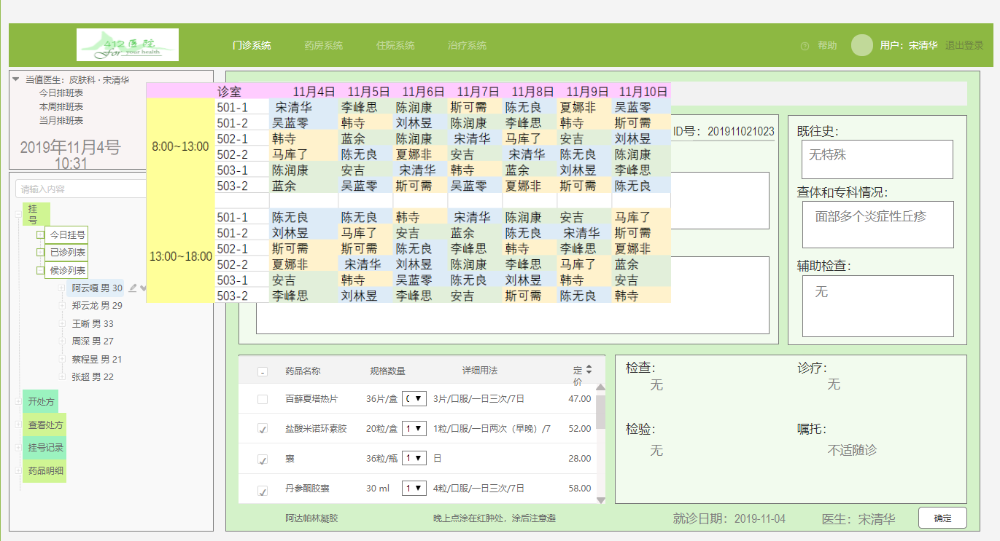 412医院
For your health
门诊系统 药房系统 住院系统 治疗系统 帮助 用户：宋清华 退出登录
当值医生：皮肤科 · 宋清华
今日排班表
本周排班表
当月排班表
2019年11月4号
10:31
请输入内容
挂号
今日挂号
已诊列表
候诊列表
阿云嘎 男 30
郑云龙 男 29
王晰 男 33
周深 男 27
蔡程昱 男 21
张超 男 22
开处方
查看处方
挂号记录
药品明细
诊室 11月4日 11月5日 11月6日 11月7日 11月8日 11月9日 11月10日
8:00~13:00
501-1 宋清华 李峰思 陈润康 斯可需 陈无良 夏娜非 吴蓝零
501-2 吴蓝零 韩寺 刘林昱 陈润康 李峰思 韩寺 斯可需
502-1 韩寺 蓝余 陈润康 宋清华 马库了 安吉 刘林昱
502-2 马库了 陈无良 夏娜非 安吉 宋清华 陈无良 陈润康
503-1 陈润康 安吉 宋清华 韩寺 蓝余 刘林昱 李峰思
503-2 蓝余 吴蓝零 斯可需 吴蓝零 夏娜非 斯可需 陈无良
13:00~18:00
501-1 陈无良 陈无良 韩寺 宋清华 陈润康 安吉 马库了
501-2 刘林昱 马库了 安吉 蓝余 陈无良 宋清华 斯可需
502-1 斯可需 斯可需 陈无良 李峰思 韩寺 李峰思 夏娜非
502-2 夏娜非 宋清华 刘林昱 陈润康 李峰思 马库了 蓝余
503-1 安吉 韩寺 吴蓝零 陈无良 刘林昱 韩寺 安吉
503-2 李峰思 刘林昱 李峰思 安吉 斯可需 陈无良 韩寺
ID号：201911021023
既往史：
无特殊
查体和专科情况：
面部多个炎症性丘疹
辅助检查：
无
药品名称 规格数量 详细用法 定价
百藓夏塔热片 36片/盒 0 3片/口服/一日三次/7日 47.00
盐酸米诺环素胶 20粒/盒 1 1粒/口服/一日两次（早晚）/7 52.00
囊 36粒/瓶 1 日 28.00
丹参酮胶囊 30 ml 1 4粒/口服/一日三次/7日 58.00
阿达帕林凝胶 晚上点涂在红肿处，涂后注意避
检查：
无
诊疗：
无
检验：
无
嘱托：
不适随诊
就诊日期：2019-11-04 医生：宋清华 确定